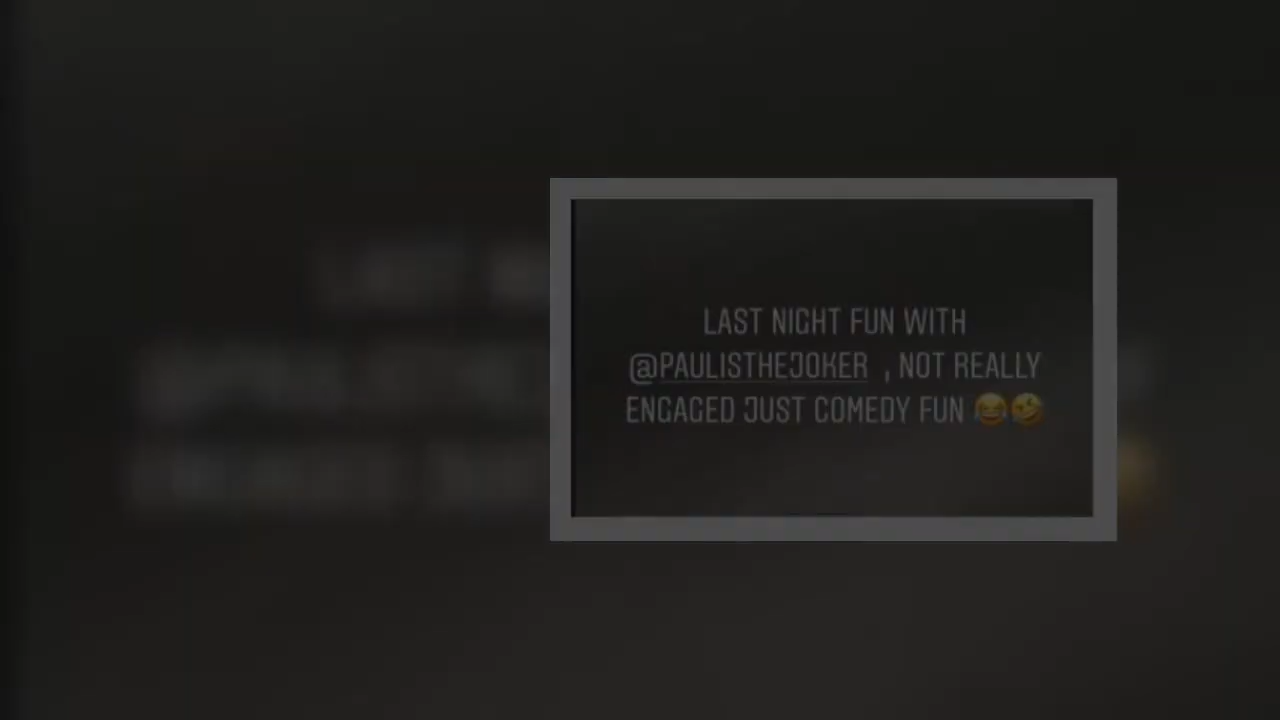 LAST NIGHT FUN WITH
@PAULISTHEJOKER , NOT REALLY
ENGAGED JUST COMEDY FUN 😂🤣